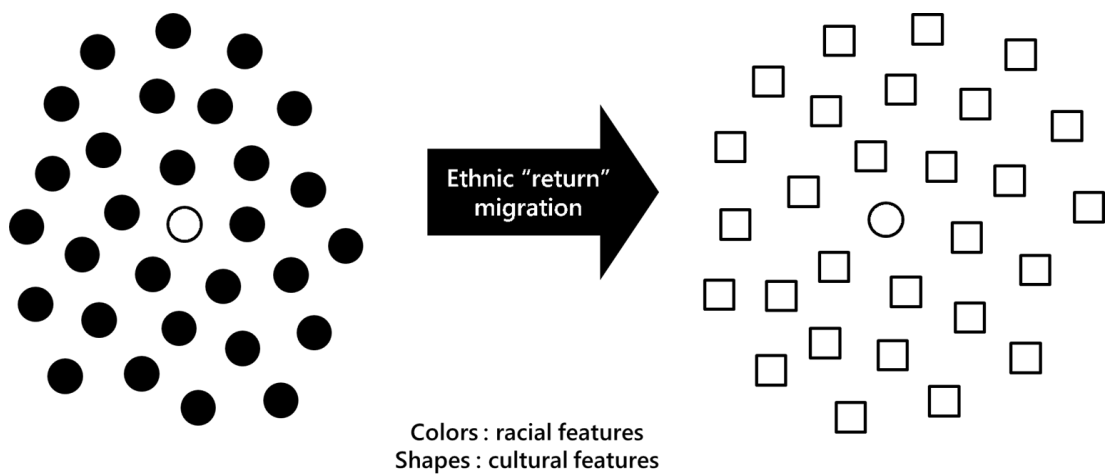 Ethnic “return”
migration
Colors : racial features
Shapes : cultural features